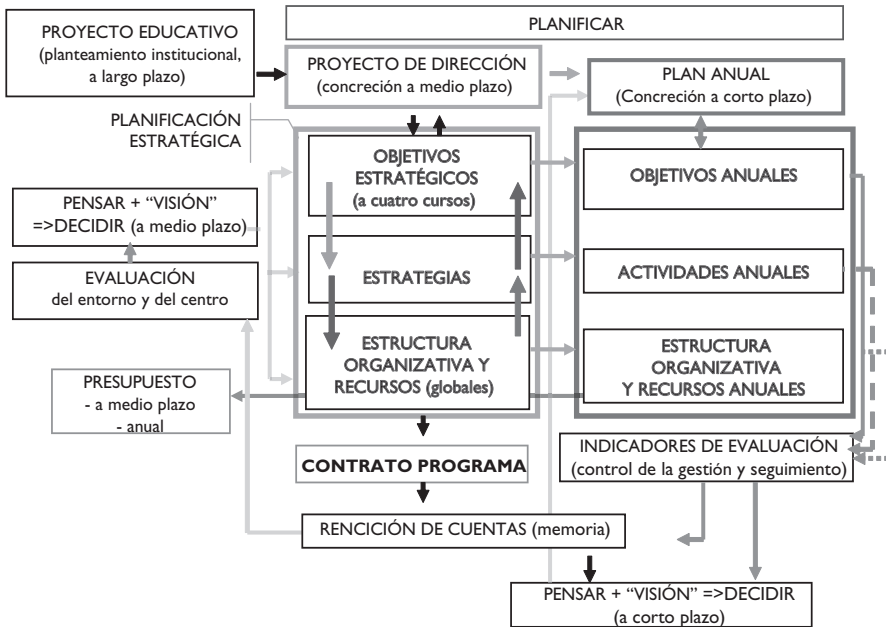 PROYECTO EDUCATIVO
(planteamiento institucional,
a largo plazo)
PLANIFICAR
PROYECTO DE DIRECCIÓN
(concreción a medio plazo)
PLAN ANUAL
(Concreción a corto plazo)
PLANIFICACIÓN
ESTRATÉGICA
OBJETIVOS
ESTRATÉGICOS
(a cuatro cursos)
OBJETIVOS ANUALES
PENSAR + “VISIÓN”
=>DECIDIR (a medio plazo)
EVALUACIÓN
del entorno y del centro
ESTRATEGIAS
ACTIVIDADES ANUALES
ESTRUCTURA
ORGANIZATIVA Y
RECURSOS (globales)
ESTRUCTURA
ORGANIZATIVA
Y RECURSOS ANUALES
PRESUPUESTO
- a medio plazo
- anual
CONTRATO PROGRAMA
INDICADORES DE EVALUACIÓN
(control de la gestión y seguimiento)
RENCICIÓN DE CUENTAS (memoria)
PENSAR + “VISIÓN” =>DECIDIR
(a corto plazo)